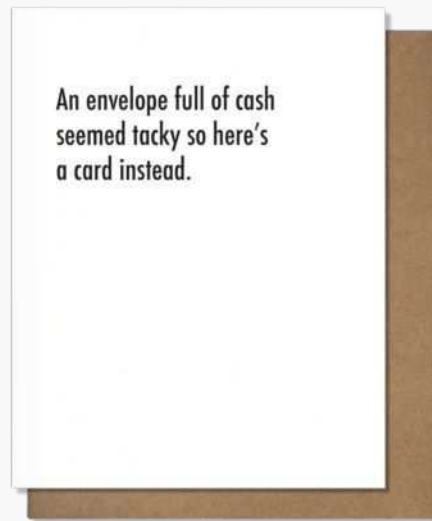 An envelope full of cash
seemed tacky so here's
a card instead.